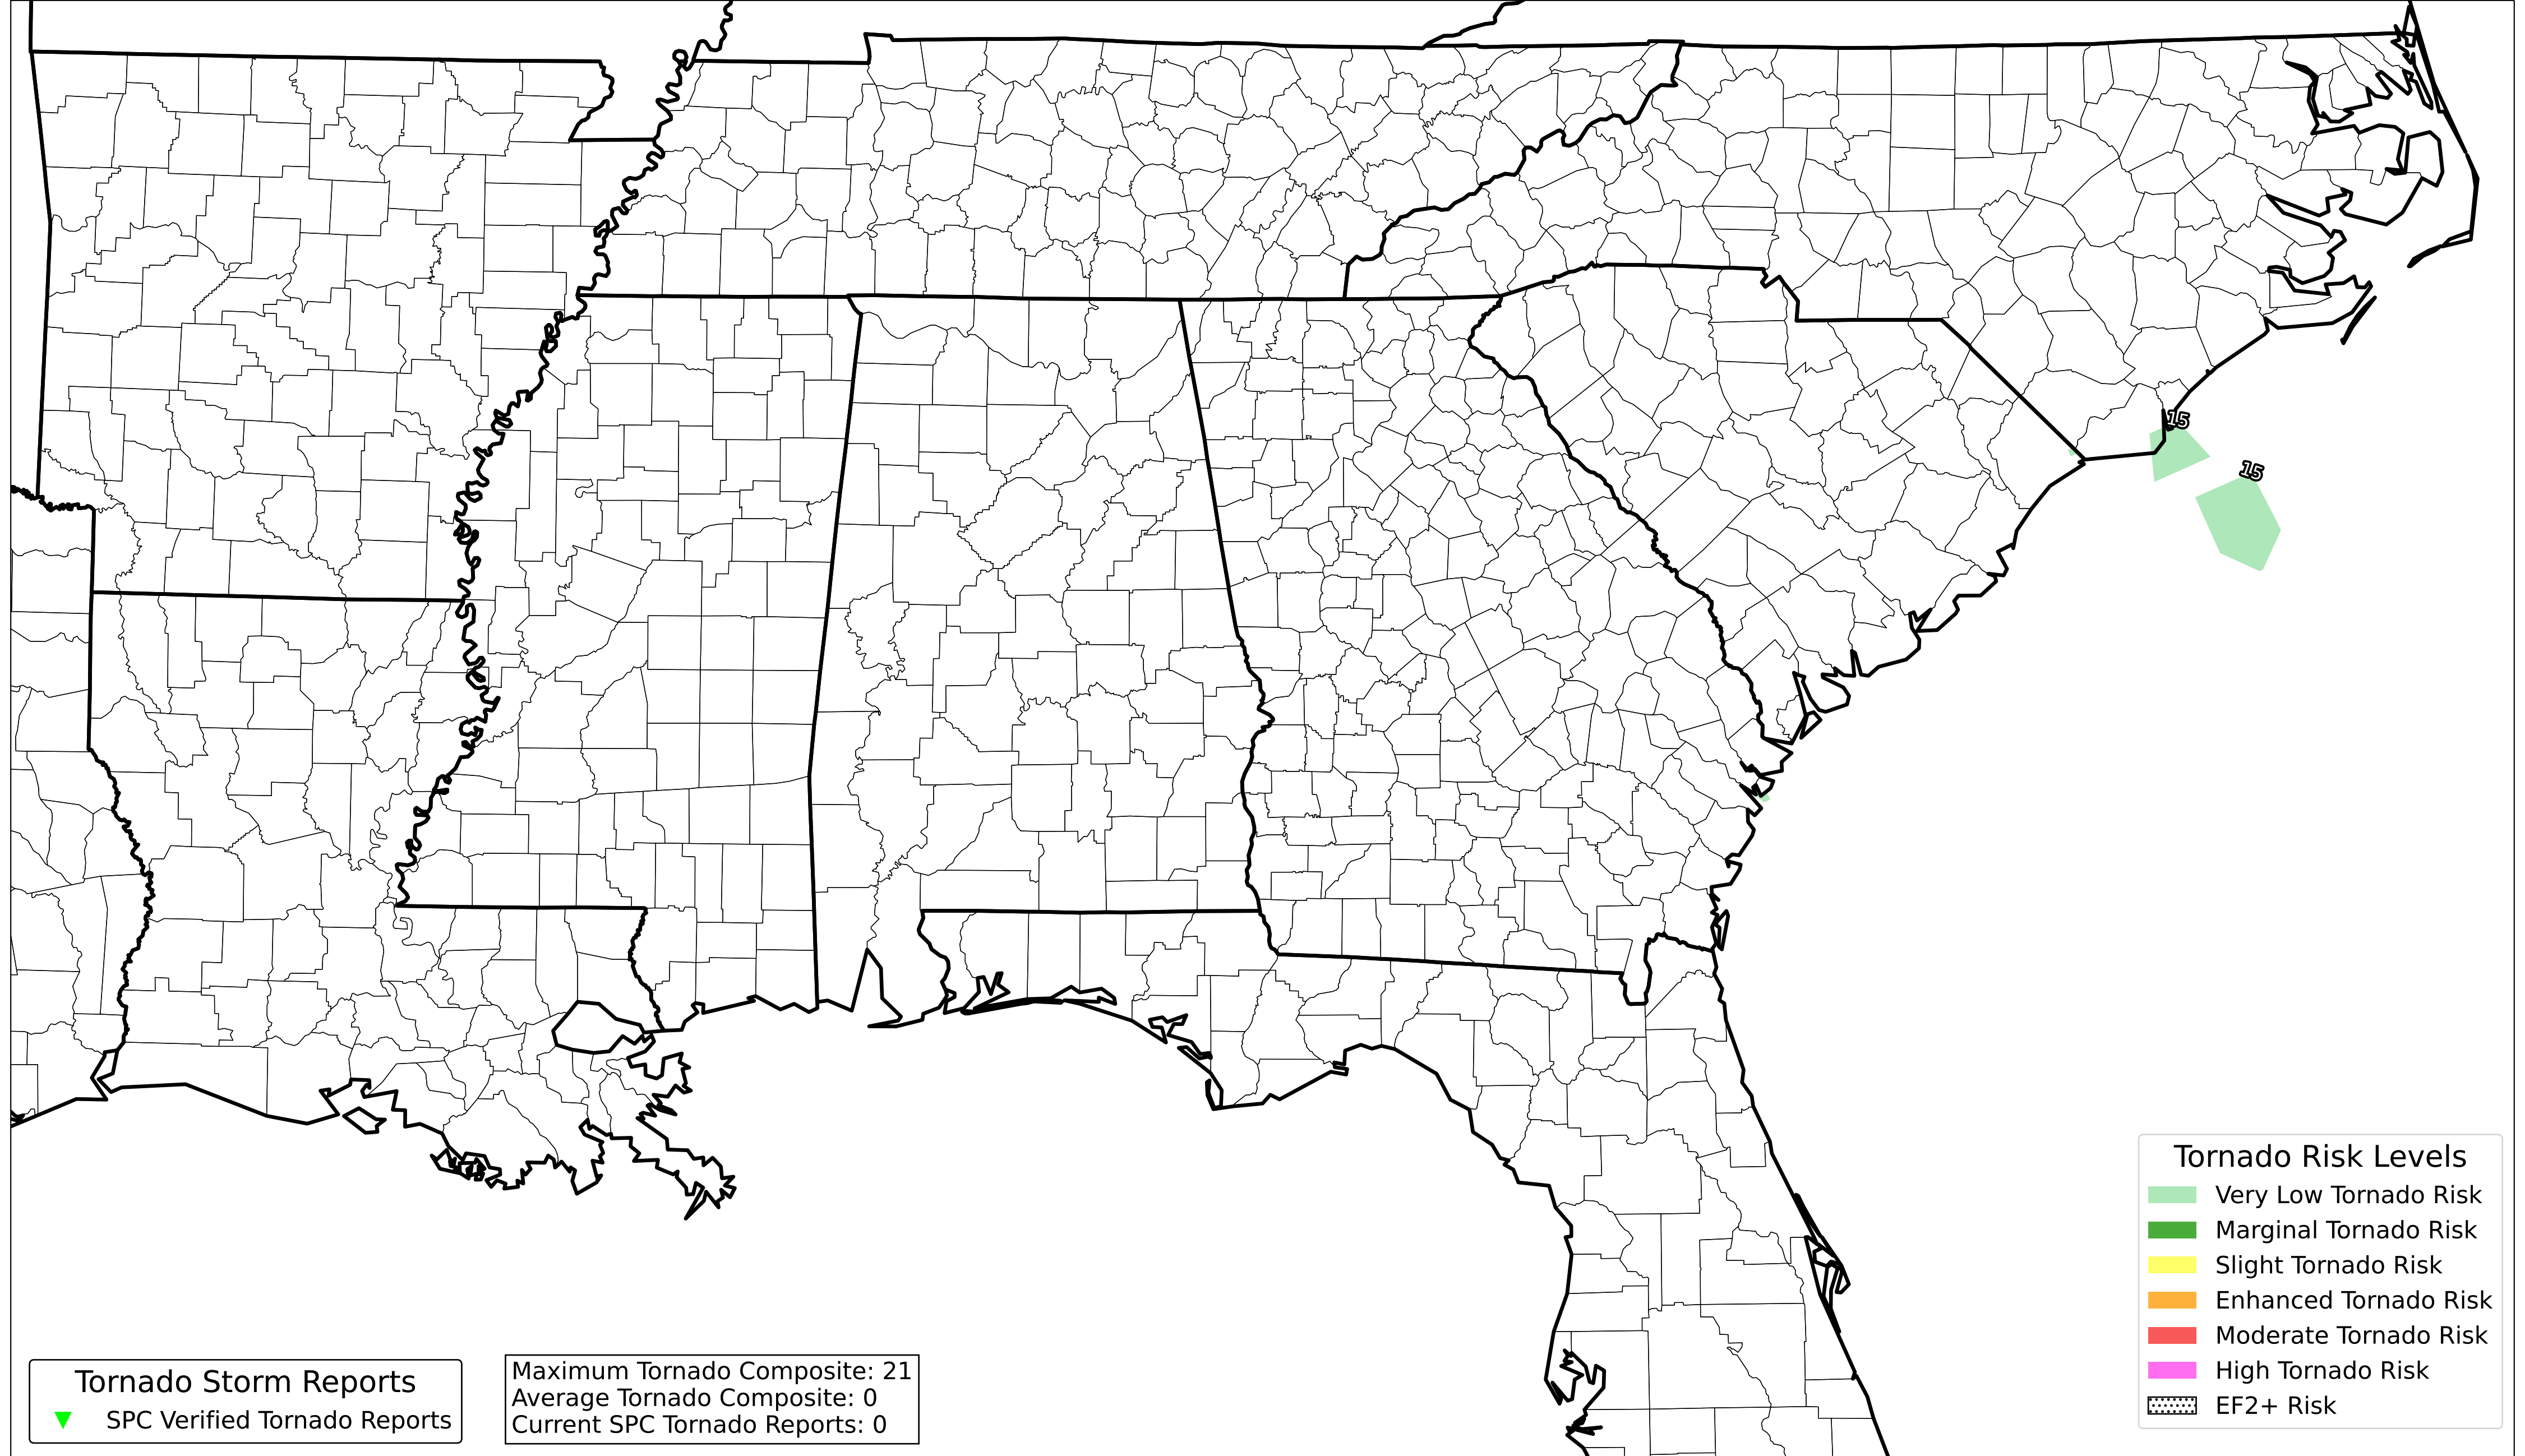 15
15
Tornado Storm Reports
SPC Verified Tornado Reports
Maximum Tornado Composite: 21
Average Tornado Composite: 0
Current SPC Tornado Reports: 0
Tornado Risk Levels
Very Low Tornado Risk
Marginal Tornado Risk
Slight Tornado Risk
Enhanced Tornado Risk
Moderate Tornado Risk
High Tornado Risk
EF2+ Risk